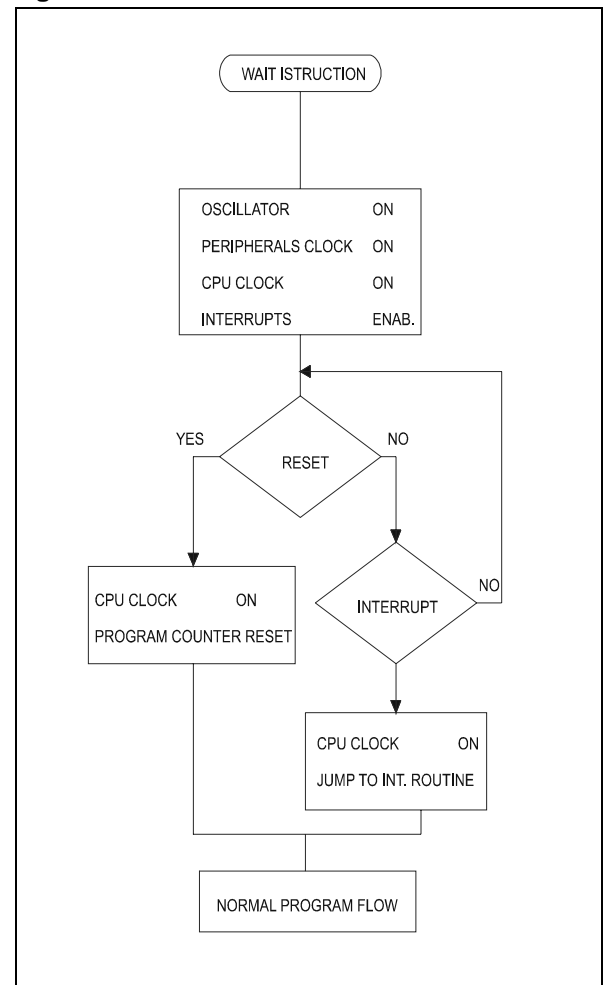 WAIT ISTRUCTION
OSCILLATOR ON
PERIPHERALS CLOCK ON
CPU CLOCK ON
INTERRUPTS ENAB.
YES
NO
RESET
CPU CLOCK ON
PROGRAM COUNTER RESET
INTERRUPT
NO
CPU CLOCK ON
JUMP TO INT. ROUTINE
NORMAL PROGRAM FLOW